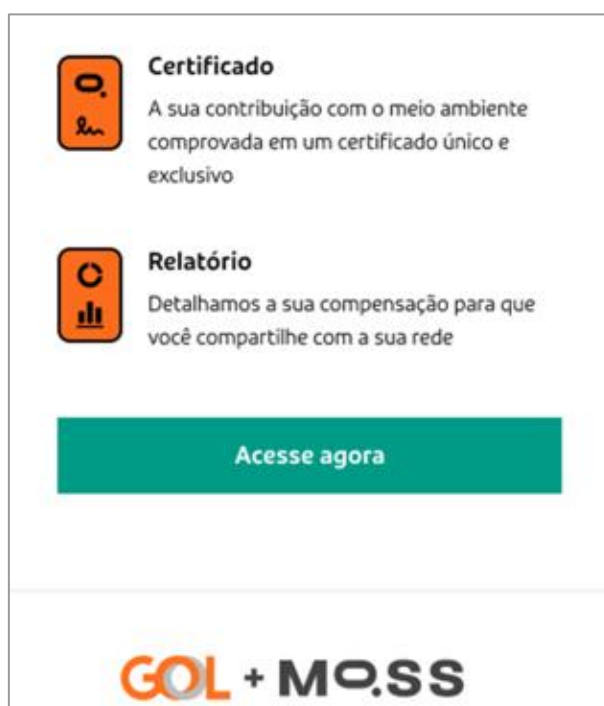 Certificado
A sua contribuição com o meio ambiente
comprovada em um certificado único e
exclusivo
Relatório
Detalhamos a sua compensação para que
você compartilhe com a sua rede
Acesse agora
GOL + MOSS